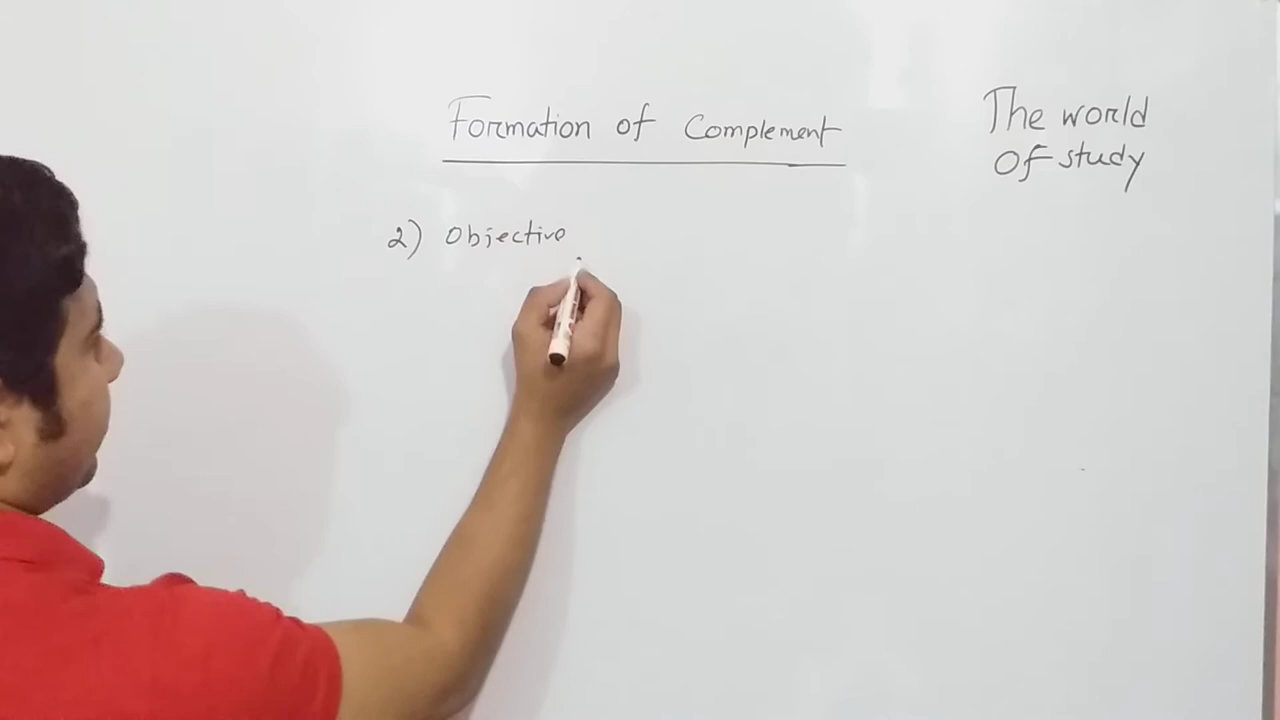 Formation of Complement
The world
of study
2) Objective